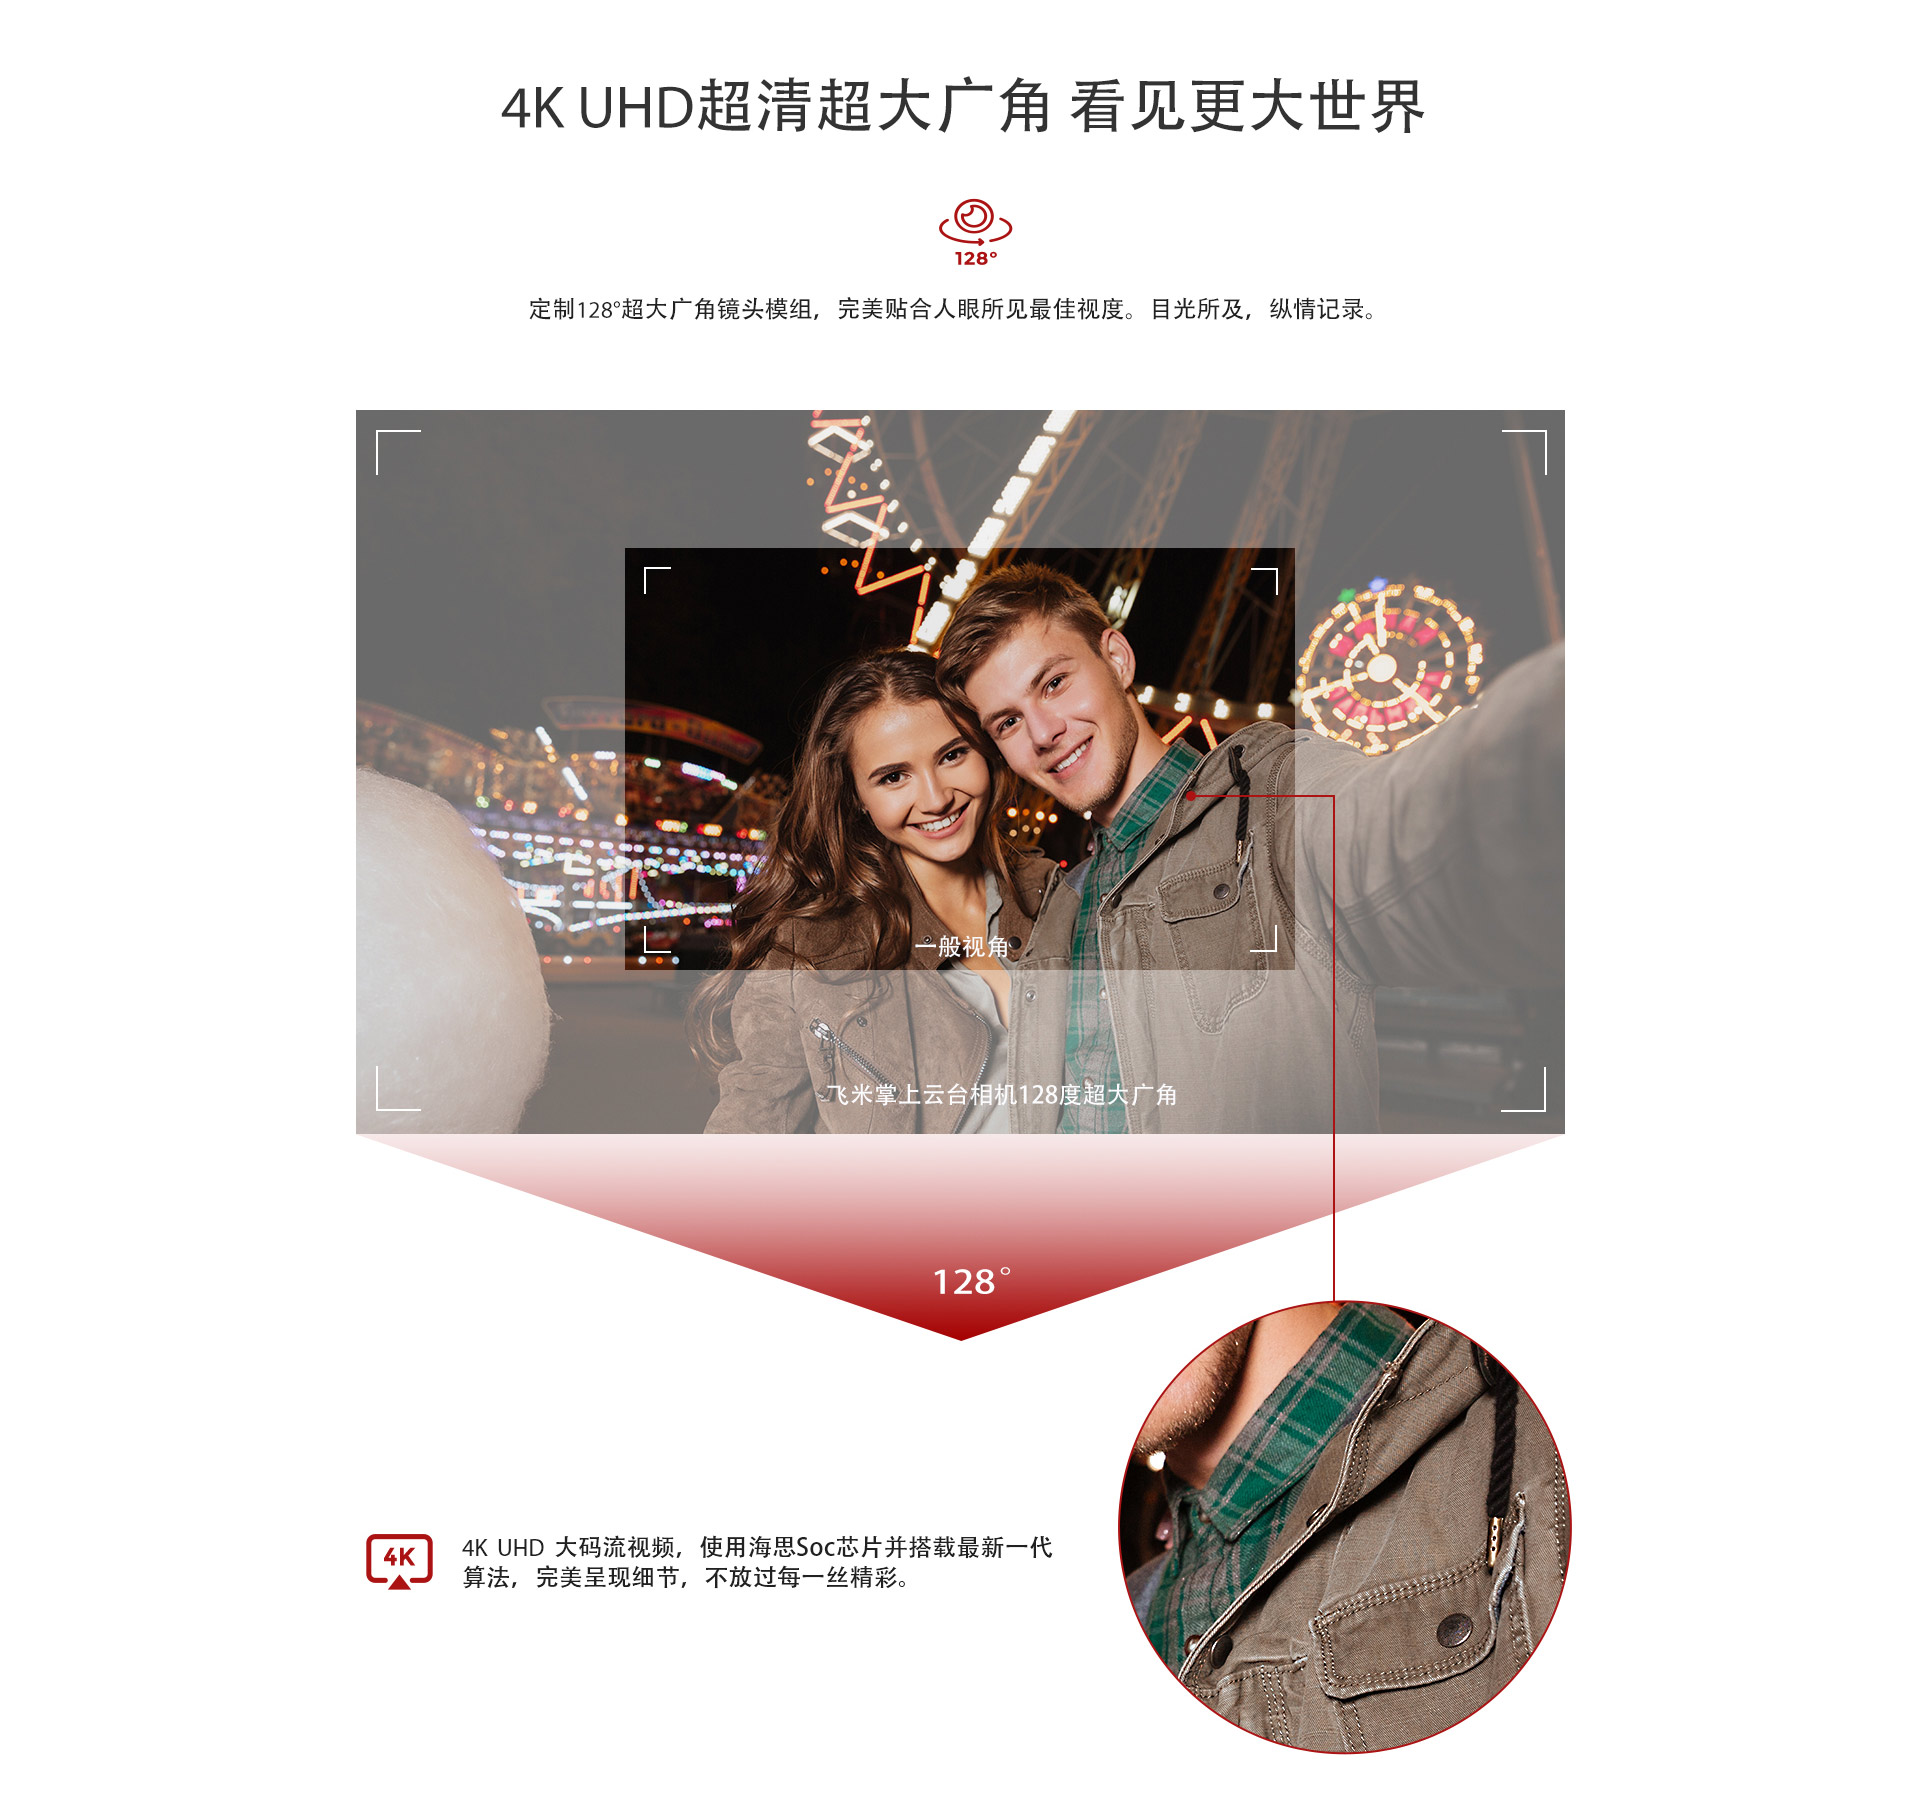 4K UHD超清超大广角 看见更大世界
128°
定制128°超大广角镜头模组，完美贴合人眼所见最佳视度。目光所及，纵情记录。
一般视角
飞米掌上云台相机128度超大广角
128°
4K
4K UHD 大码流视频，使用海思Soc芯片并搭载最新一代
算法，完美呈现细节，不放过每一丝精彩。